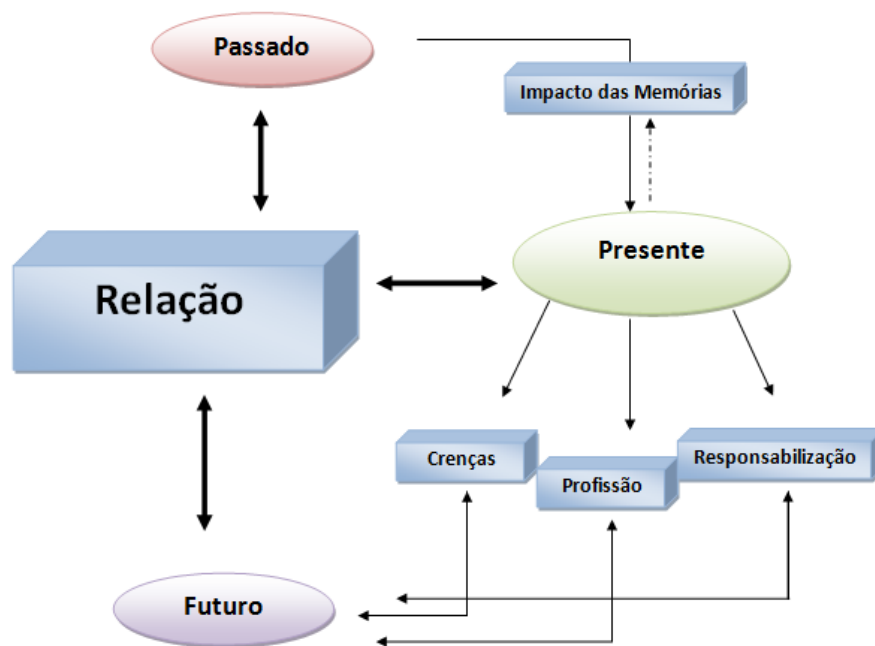 Passado
Impacto das Memórias
Presente
Relação
Crenças
Profissão
Responsabilização
Futuro